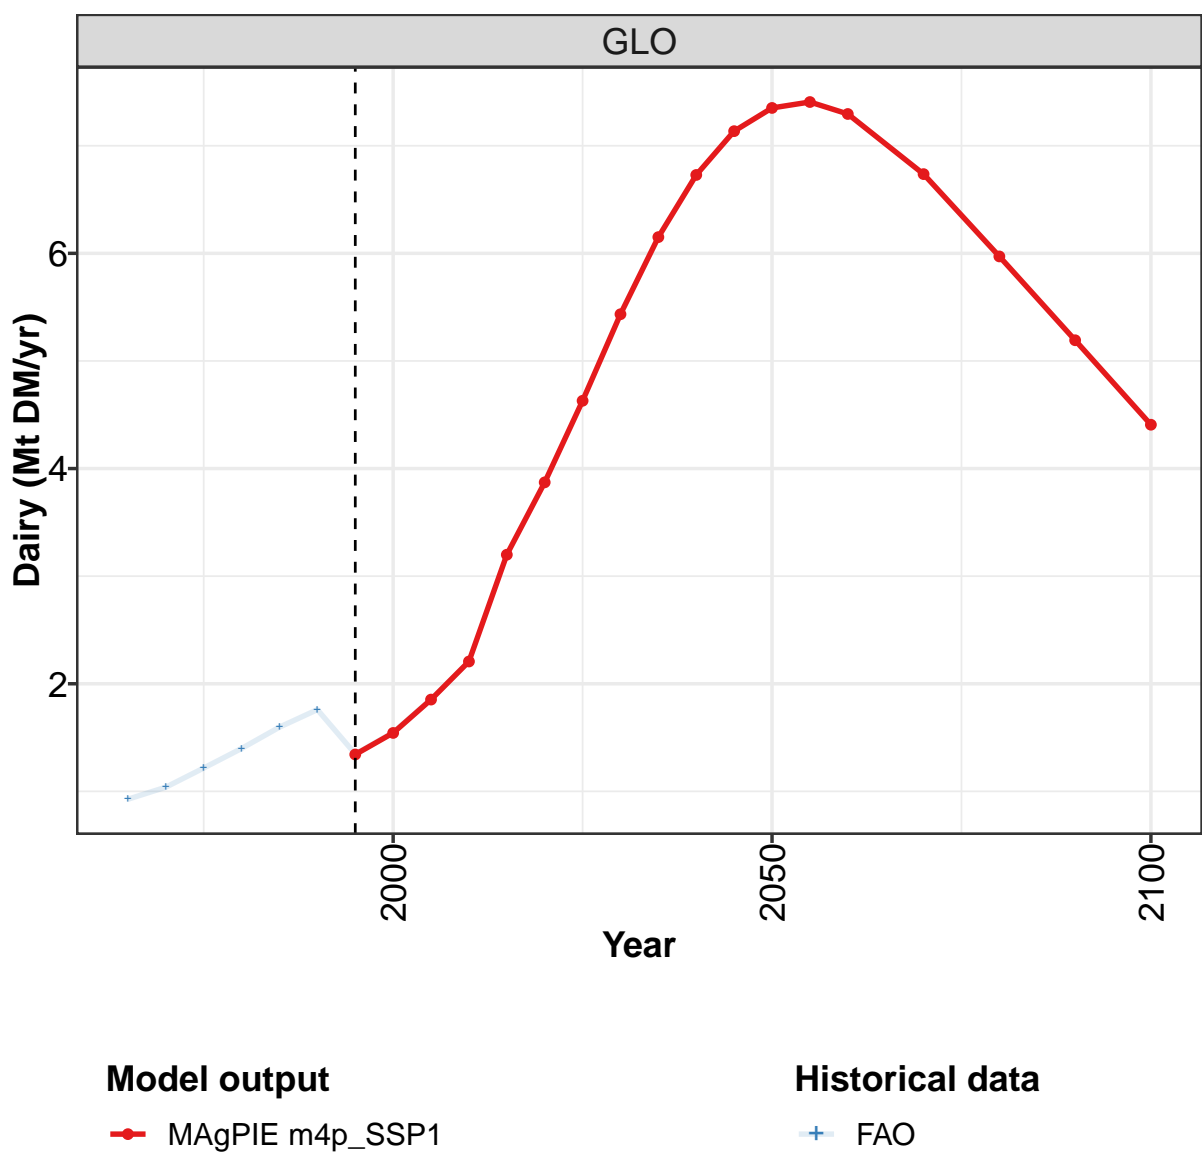 GLO
Dairy (Mt DM/yr)
6
4
2
2000
2050
2100
Year
Model output
Historical data
MAgPIE m4p_SSP1
FAO